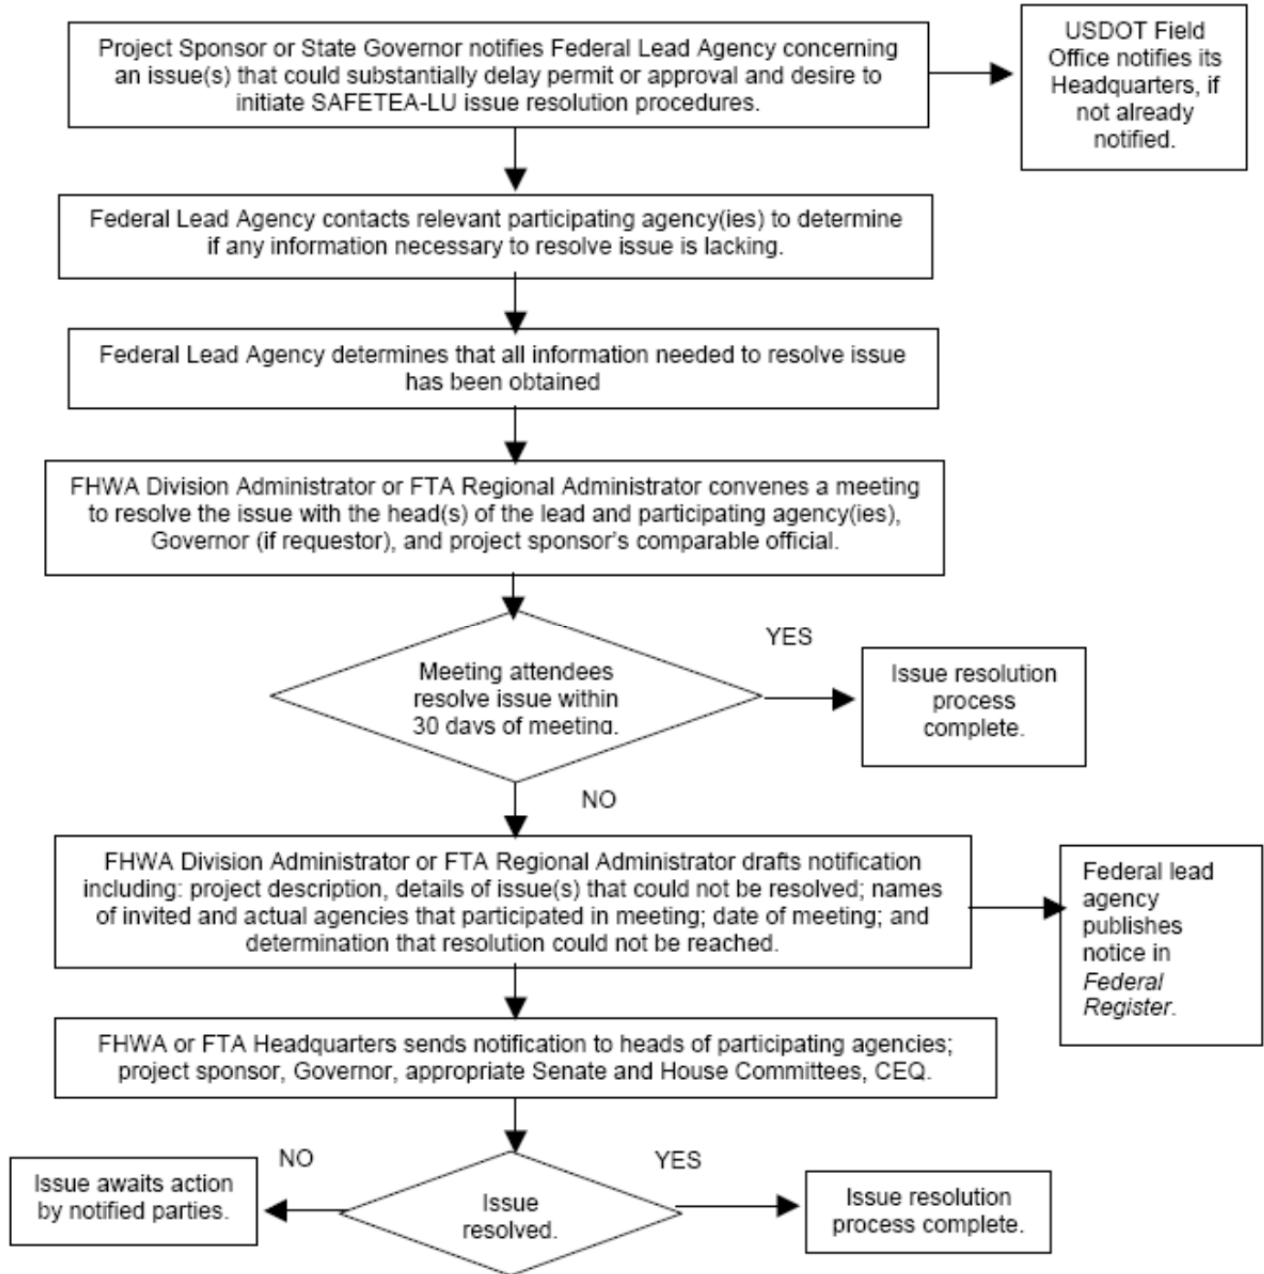 Project Sponsor or State Governor notifies Federal Lead Agency concerning
an issue(s) that could substantially delay permit or approval and desire to
initiate SAFETEA-LU issue resolution procedures.
USDOT Field
Office notifies its
Headquarters, if
not already
notified.
Federal Lead Agency contacts relevant participating agency(ies) to determine
if any information necessary to resolve issue is lacking.
Federal Lead Agency determines that all information needed to resolve issue
has been obtained
FHWA Division Administrator or FTA Regional Administrator convenes a meeting
to resolve the issue with the head(s) of the lead and participating agency(ies),
Governor (if requestor), and project sponsor's comparable official.
Meeting attendees
resolve issue within
30 days of meeting.
YES
Issue resolution
process
complete.
NO
FHWA Division Administrator or FTA Regional Administrator drafts notification
including: project description, details of issue(s) that could not be resolved; names
of invited and actual agencies that participated in meeting; date of meeting; and
determination that resolution could not be reached.
Federal lead
agency
publishes
notice in
Federal
Register.
FHWA or FTA Headquarters sends notification to heads of participating agencies;
project sponsor, Governor, appropriate Senate and House Committees, CEQ.
NO
YES
Issue awaits action
by notified parties.
Issue
resolved.
Issue resolution
process complete.